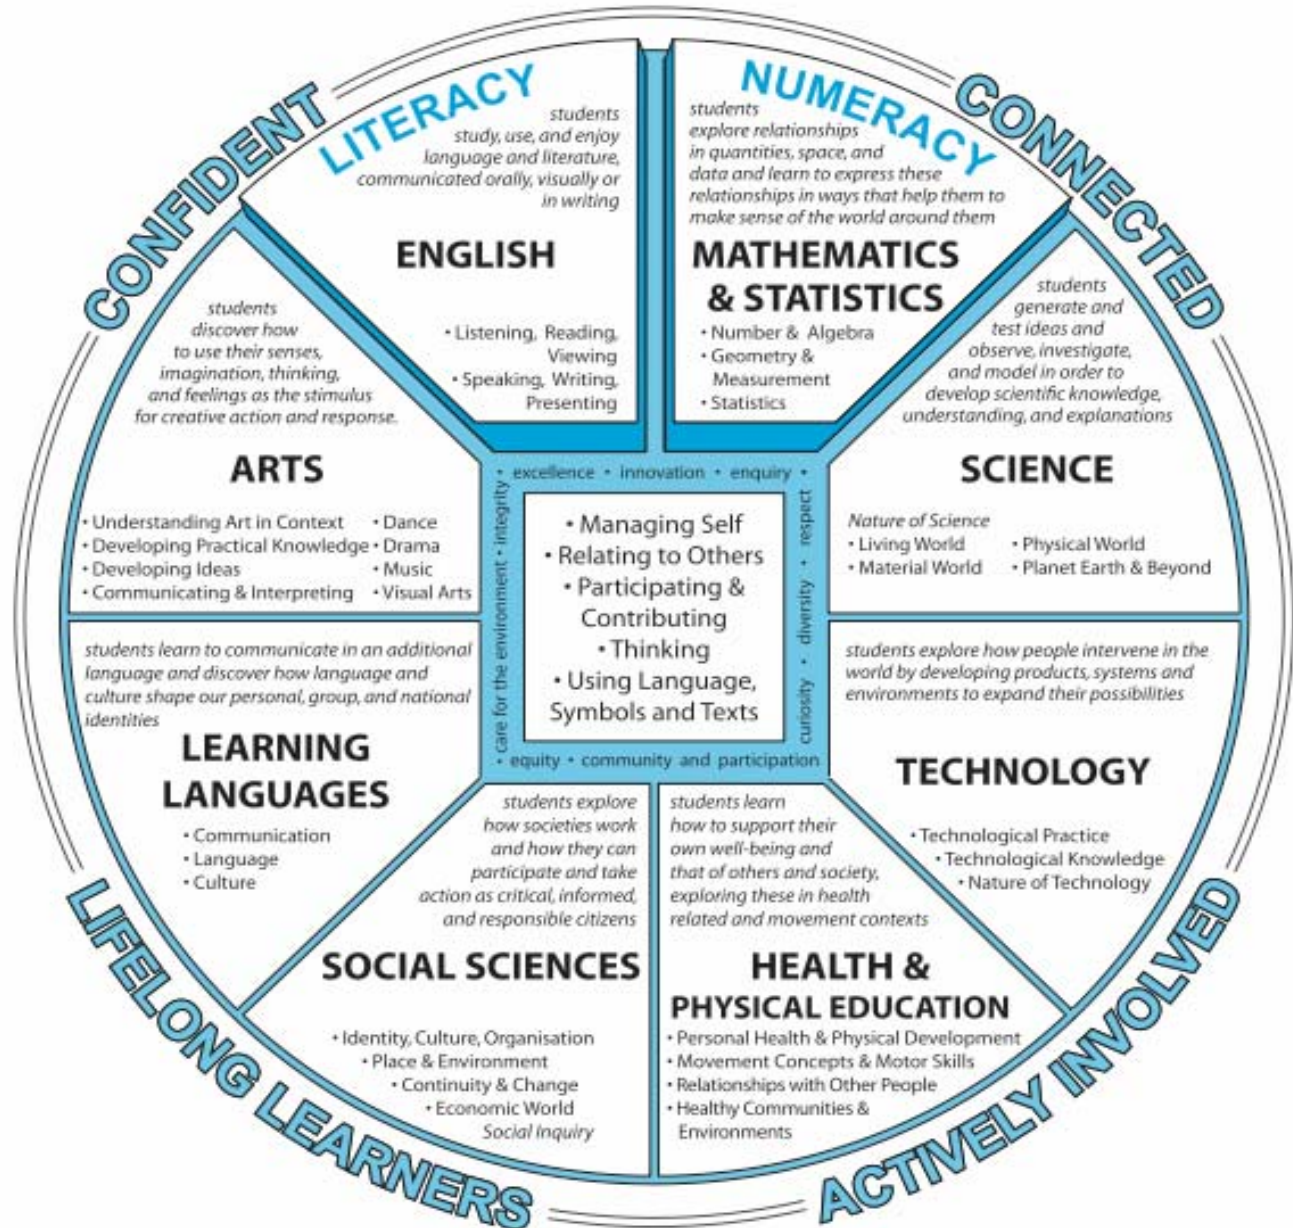 CONFIDENT
CONNECTED
LITERACY
students
study, use, and enjoy
language and literature,
communicated orally, visually or
in writing
ENGLISH
• Listening, Reading,
Viewing
• Speaking, Writing,
Presenting
NUMERACY
students
explore relationships
in quantities, space, and
data and learn to express these
relationships in ways that help them to
make sense of the world around them
MATHEMATICS
& STATISTICS
• Number & Algebra
• Geometry &
Measurement
• Statistics
students
discover how
to use their senses,
imagination, thinking,
and feelings as the stimulus
for creative action and response.
ARTS
• Understanding Art in Context
• Developing Practical Knowledge
• Developing Ideas
• Communicating & Interpreting
• Dance
• Drama
• Music
• Visual Arts
students
generate and
test ideas and
observe, investigate,
and model in order to
develop scientific knowledge,
understanding, and explanations
SCIENCE
Nature of Science
• Living World
• Material World
• Physical World
• Planet Earth & Beyond
• excellence • innovation • enquiry •
• care for the environment • integrity
curiosity • diversity • respect
• equity • community and participation
• Managing Self
• Relating to Others
• Participating &
Contributing
• Thinking
• Using Language,
Symbols and Texts
students learn to communicate in an additional
language and discover how language and
culture shape our personal, group, and national
identities
LEARNING
LANGUAGES
• Communication
• Language
• Culture
students explore how people intervene in the
world by developing products, systems and
environments to expand their possibilities
TECHNOLOGY
• Technological Practice
• Technological Knowledge
• Nature of Technology
students explore
how societies work
and how they can
participate and take
action as critical, informed,
and responsible citizens
SOCIAL SCIENCES
• Identity, Culture, Organisation
• Place & Environment
• Continuity & Change
• Economic World
Social Inquiry
students learn
how to support their
own well-being and
that of others and society,
exploring these in health
related and movement contexts
HEALTH &
PHYSICAL EDUCATION
• Personal Health & Physical Development
• Movement Concepts & Motor Skills
• Relationships with Other People
• Healthy Communities &
Environments
LIFELONG LEARNERS
ACTIVELY INVOLVED